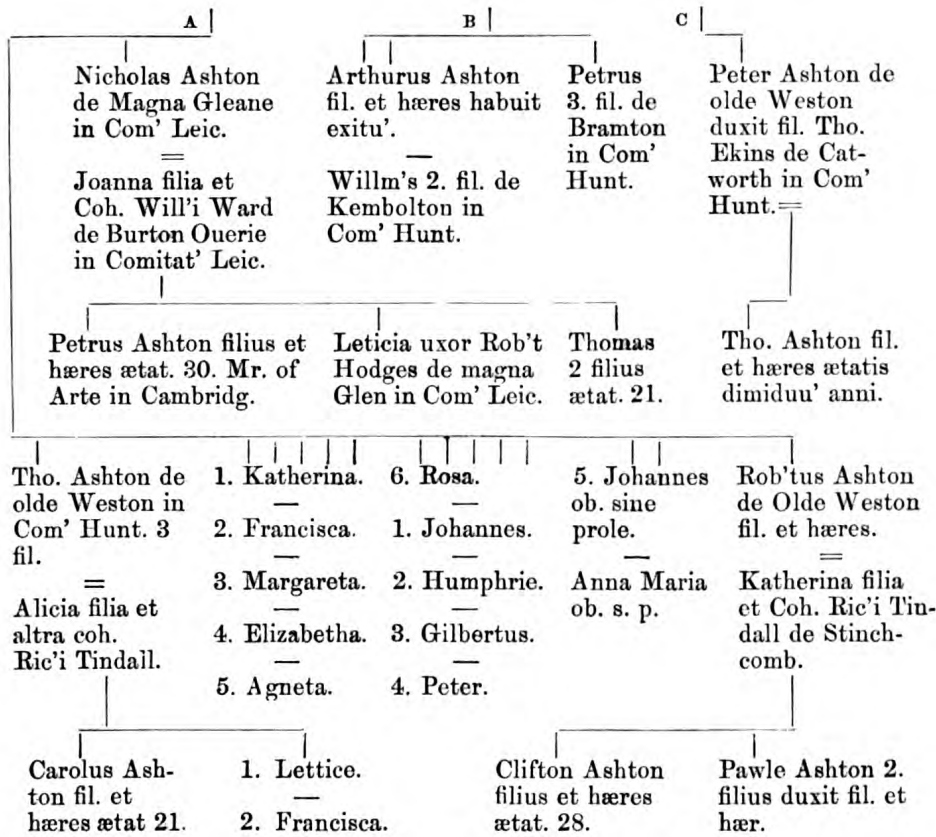 A B C
Nicholas Ashton
de Magna Gleane
in Com' Leic.
=
Joanna filia et
Coh. Will'i Ward
de Burton Ouerie
in Comitat' Leic.
Arthurus Ashton
fil. et hæres habuit
exitu'.
—
Willm's 2. fil. de
Kembolton in
Com' Hunt.
Petrus
3. fil. de
Bramton
in Com'
Hunt.
Peter Ashton de
olde Weston
duxit fil. Tho.
Ekins de Cat-
worth in Com'
Hunt.=
Petrus Ashton filius et
hæres ætat. 30. Mr. of
Arte in Cambridg.
Leticia uxor Rob't
Hodges de magna
Glen in Com' Leic.
Thomas
2 filius
ætat. 21.
Tho. Ashton fil.
et hæres ætatis
dimiduu' anni.
Tho. Ashton de
olde Weston in
Com' Hunt. 3
fil.
=
Alicia filia et
altra coh.
Ric'i Tindall.
1. Katherina.
—
2. Francisca.
—
3. Margareta.
—
4. Elizabetha.
—
5. Agneta.
6. Rosa.
—
1. Johannes.
—
2. Humphrie.
—
3. Gilbertus.
—
4. Peter.
5. Johannes
ob. sine
prole.
—
Anna Maria
ob. s. p.
Rob'tus Ashton
de Olde Weston
fil. et hæres.
=
Katherina filia
et Coh. Ric'i Tin-
dall de Stinch-
comb.
Carolus Ash-
ton fil. et
hæres ætat 21.
1. Lettice.
—
2. Francisca.
Clifton Ashton
filius et hæres
ætat. 28.
Pawle Ashton 2.
filius duxit fil. et
hær.